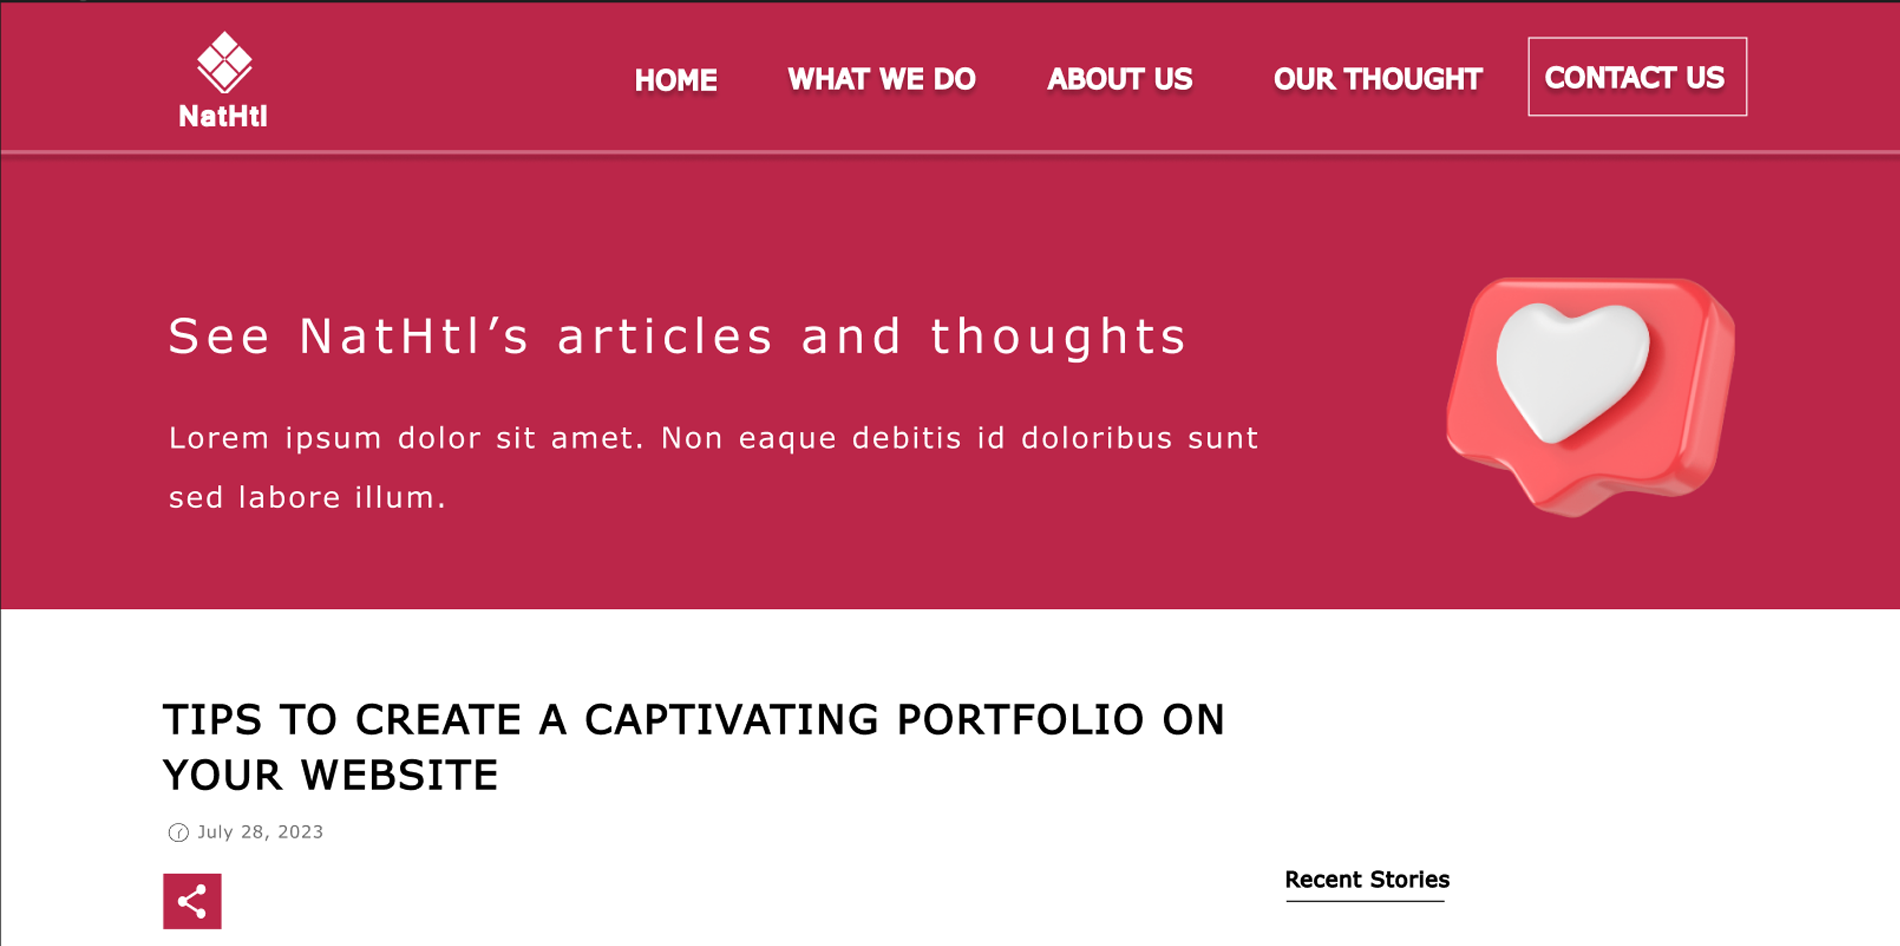 NatHtl
HOME
WHAT WE DO
ABOUT US
OUR THOUGHT
CONTACT US
See NatHtl’s articles and thoughts
Lorem ipsum dolor sit amet. Non eaque debitis id doloribus sunt
sed labore illum.
TIPS TO CREATE A CAPTIVATING PORTFOLIO ON
YOUR WEBSITE
July 28, 2023
Recent Stories